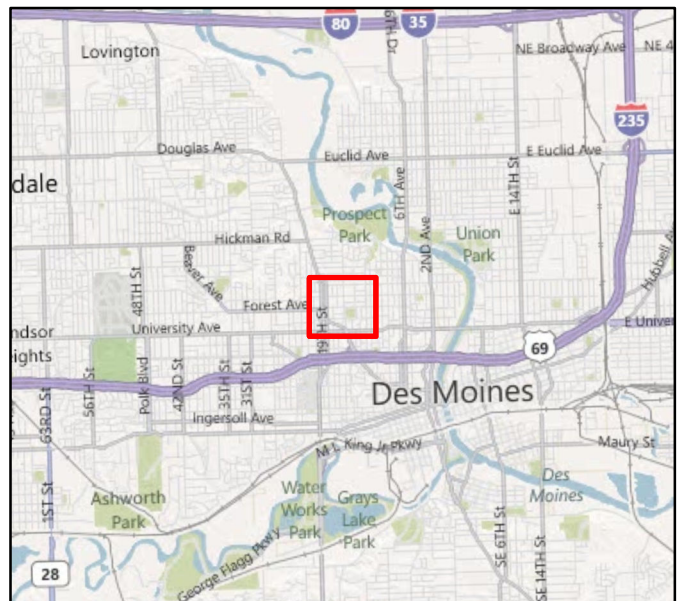 80
35
6TH Dr
Lovington
NE Broadway Ave
NE 4
235
Douglas Ave
Euclid Ave
E Euclid Ave
dale
6TH Ave
E 14TH St
Prospect
Park
2ND Ave
Union
Park
Hickman Rd
Hubbell A
Beaver Ave
48TH St
Forest Ave
19TH St
ndsor
eights
University Ave
E Univer
69
56TH St
Polk Blvd
42ND St
35TH St
31ST St
Des Moines
63RD St
Ingersoll Ave
M L King Jr Pkwy
Maury St
1ST St
Ashworth
Park
Water
Works
Park
Grays
Lake
Park
Des
Moines
SE 6TH St
SE 14TH St
28
George Flagg Pkwy